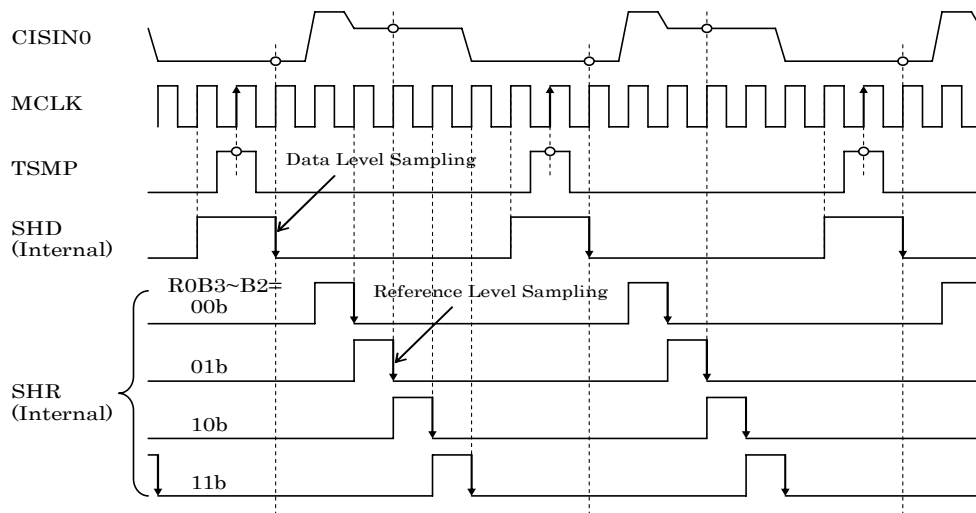 CISIN0
MCLK
TSMP
Data Level Sampling
SHD
(Internal)
R0B3~B2=
00b
Reference Level Sampling
01b
SHR
(Internal)
10b
11b